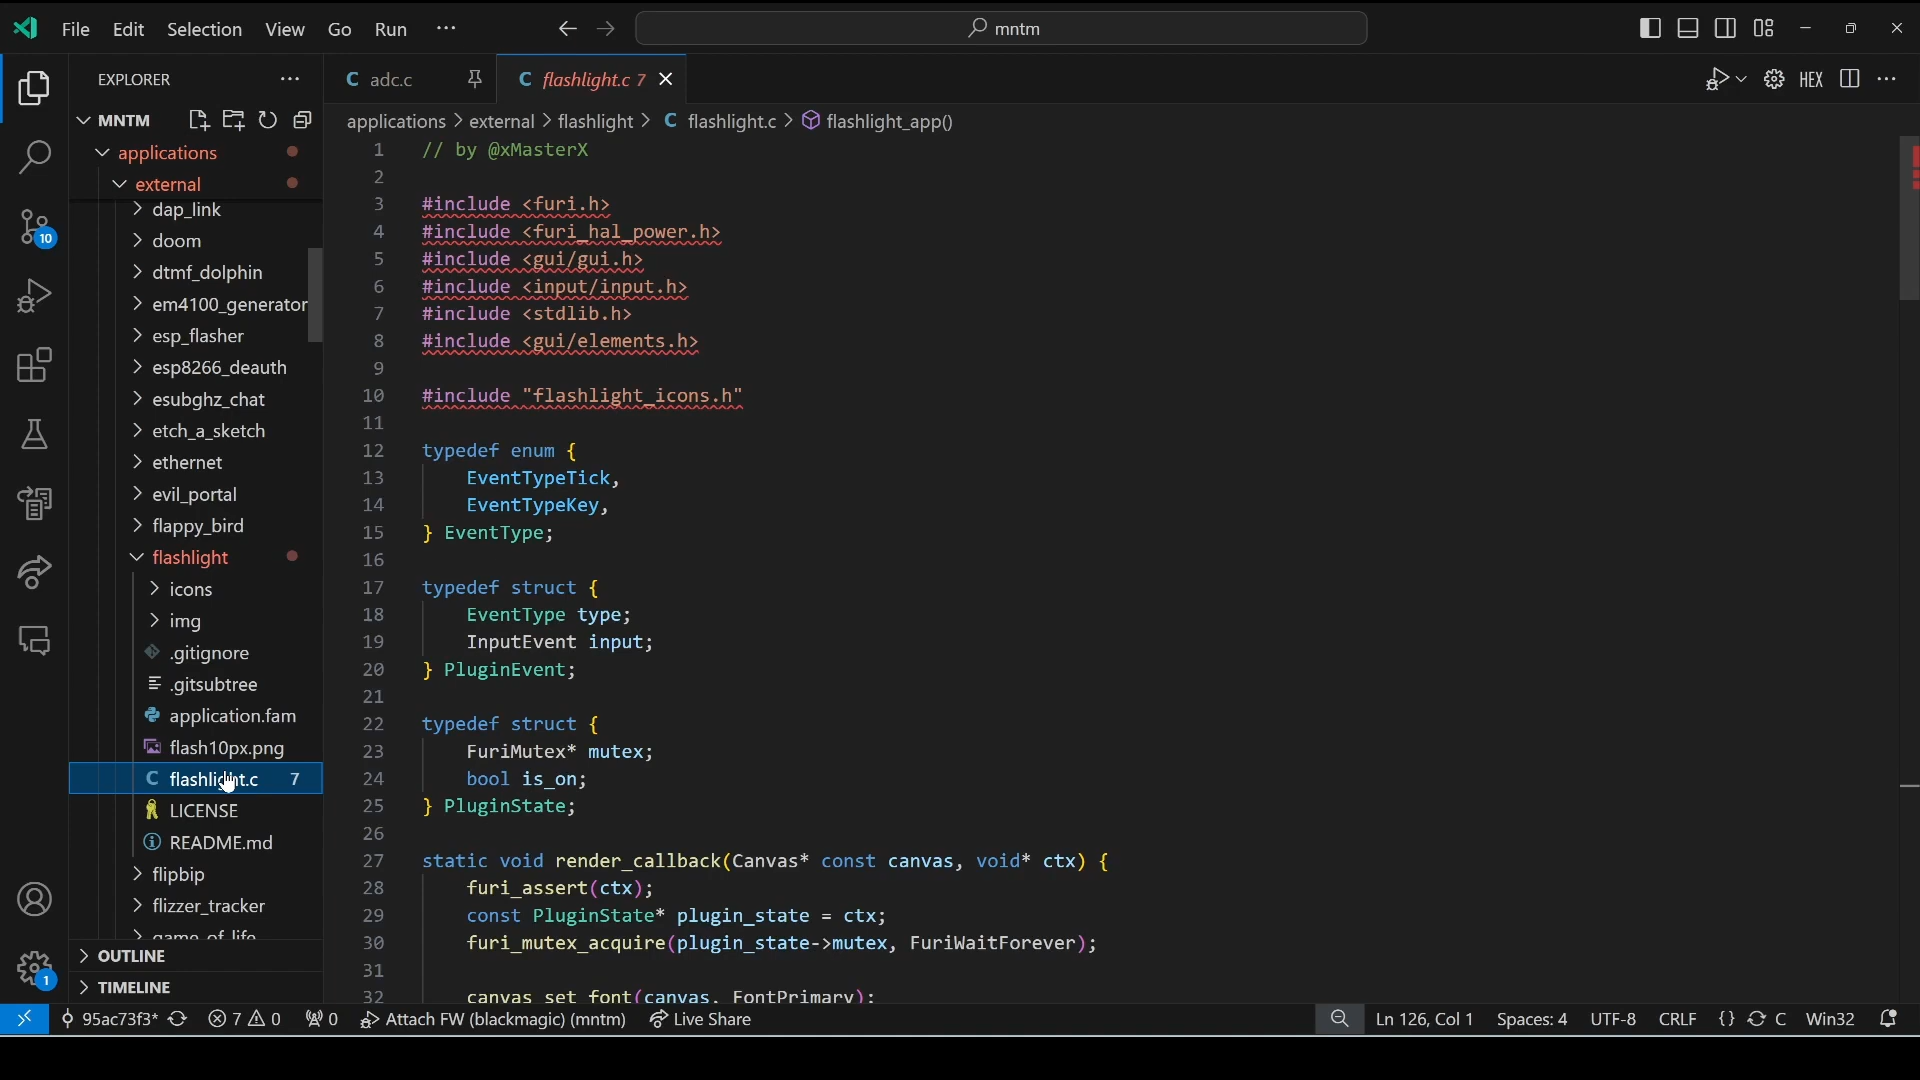 File Edit Selection View Go Run ··· mntm
EXPLORER ···
MNTM
applications
external
dap_link
doom
dtmf_dolphin
em4100_generator
esp_flasher
esp8266_deauth
esubghz_chat
etch_a_sketch
ethernet
evil_portal
flappy_bird
flashlight
icons
img
.gitignore
.gitsubtree
application.fam
flash10px.png
flashlight.c 7
LICENSE
README.md
flipbip
flizzer_tracker
game_of_life
OUTLINE
TIMELINE
10
1
C adc.c
C flashlight.c 7
HEX
applications > external > flashlight > C flashlight.c > flashlight_app()
1 // by @xMasterX
2
3 #include <furi.h>
4 #include <furi_hal_power.h>
5 #include <gui/gui.h>
6 #include <input/input.h>
7 #include <stdlib.h>
8 #include <gui/elements.h>
9
10 #include "flashlight_icons.h"
11
12 typedef enum {
13 EventTypeTick,
14 EventTypeKey,
15 } EventType;
16
17 typedef struct {
18 EventType type;
19 InputEvent input;
20 } PluginEvent;
21
22 typedef struct {
23 FuriMutex* mutex;
24 bool is_on;
25 } PluginState;
26
27 static void render_callback(Canvas* const canvas, void* ctx) {
28 furi_assert(ctx);
29 const PluginState* plugin_state = ctx;
30 furi_mutex_acquire(plugin_state->mutex, FuriWaitForever);
31
32 canvas_set_font(canvas, FontPrimary);
95ac73f3* 7 0 0 Attach FW (blackmagic) (mntm) Live Share Ln 126, Col 1 Spaces: 4 UTF-8 CRLF {} C Win32